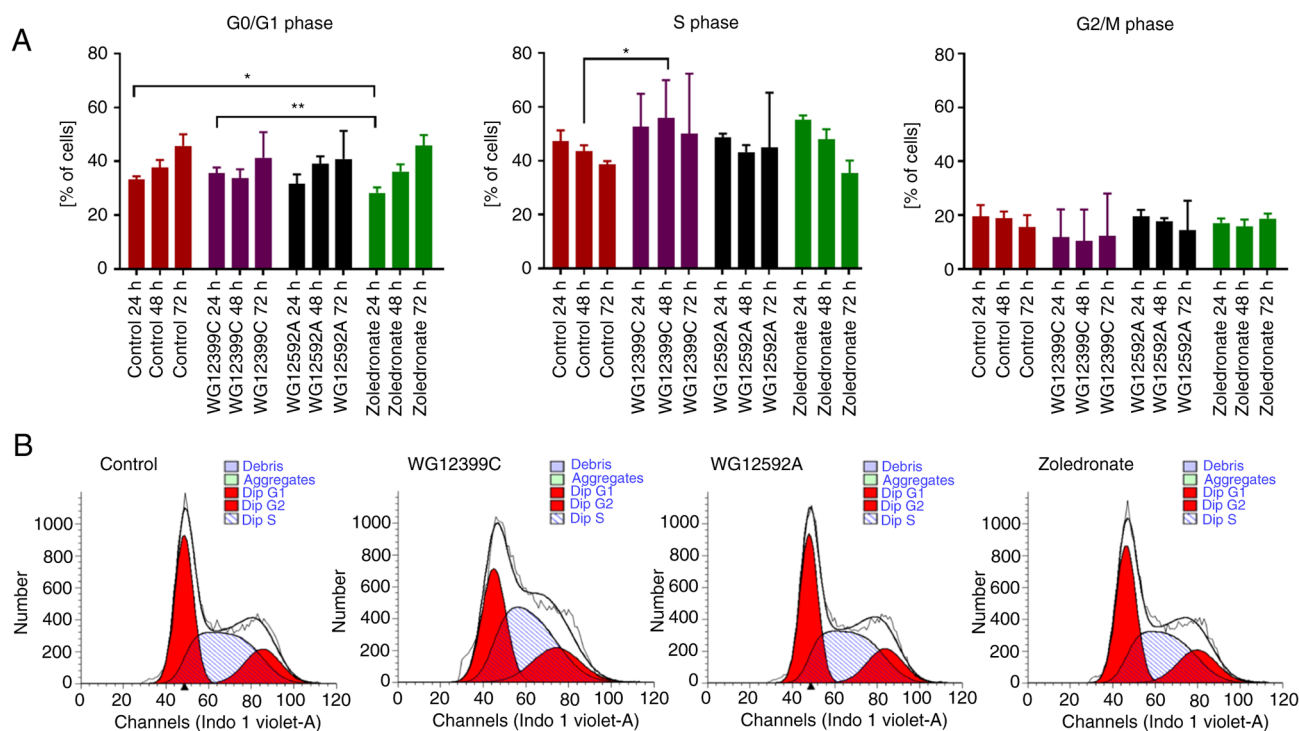 A
G0/G1 phase
S phase
G2/M phase
[% of cells]
80
60
40
20
0
*
**
Control 24 h
Control 48 h
Control 72 h
WG12399C 24 h
WG12399C 48 h
WG12399C 72 h
WG12592A 24 h
WG12592A 48 h
WG12592A 72 h
Zoledronate 24 h
Zoledronate 48 h
Zoledronate 72 h
[% of cells]
80
60
40
20
0
*
Control 24 h
Control 48 h
Control 72 h
WG12399C 24 h
WG12399C 48 h
WG12399C 72 h
WG12592A 24 h
WG12592A 48 h
WG12592A 72 h
Zoledronate 24 h
Zoledronate 48 h
Zoledronate 72 h
[% of cells]
80
60
40
20
0
Control 24 h
Control 48 h
Control 72 h
WG12399C 24 h
WG12399C 48 h
WG12399C 72 h
WG12592A 24 h
WG12592A 48 h
WG12592A 72 h
Zoledronate 24 h
Zoledronate 48 h
Zoledronate 72 h
B
Control
Debris
Aggregates
Dip G1
Dip G2
Dip S
Number
1000
800
600
400
200
0
0 20 40 60 80 100 120
Channels (Indo 1 violet-A)
WG12399C
Debris
Aggregates
Dip G1
Dip G2
Dip S
Number
1000
800
600
400
200
0
0 20 40 60 80 100 120
Channels (Indo 1 violet-A)
WG12592A
Debris
Aggregates
Dip G1
Dip G2
Dip S
Number
1000
800
600
400
200
0
0 20 40 60 80 100 120
Channels (Indo 1 violet-A)
Zoledronate
Debris
Aggregates
Dip G1
Dip G2
Dip S
Number
1000
800
600
400
200
0
0 20 40 60 80 100 120
Channels (Indo 1 violet-A)